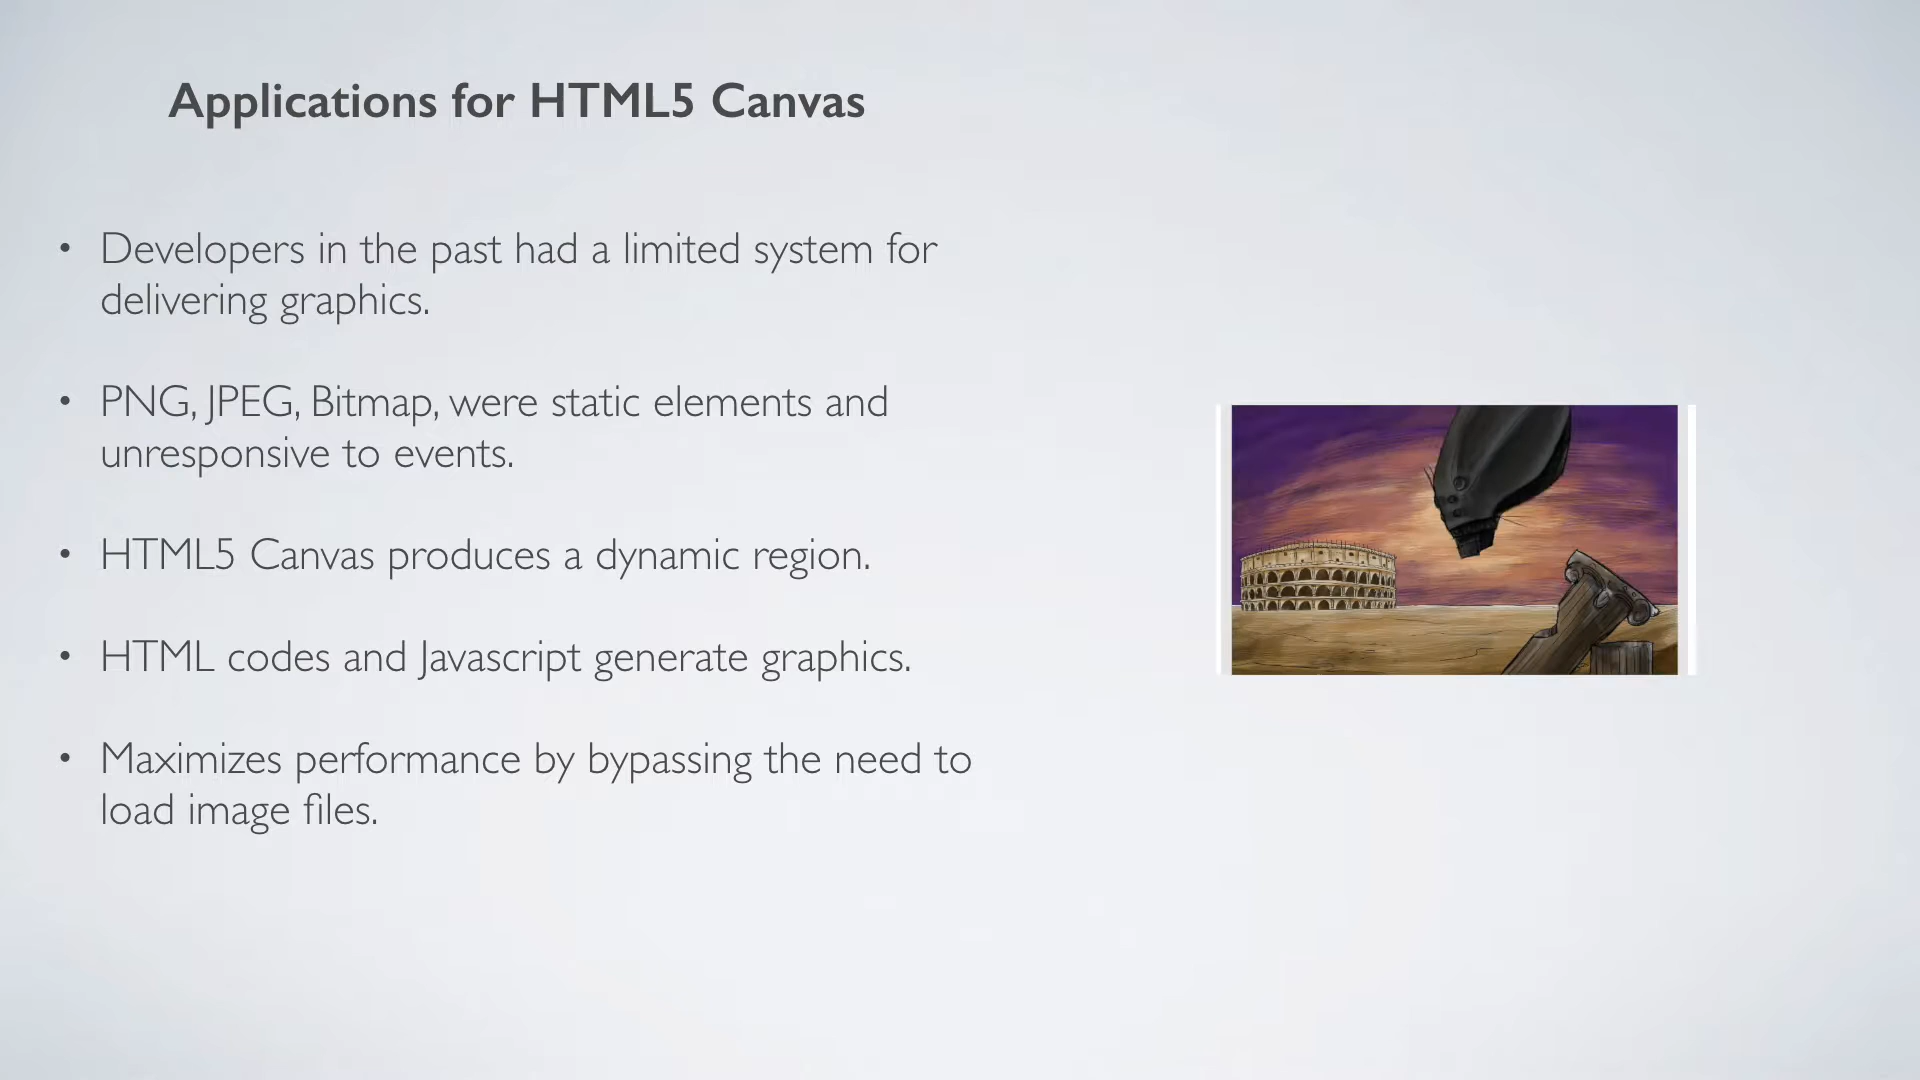 Applications for HTML5 Canvas
• Developers in the past had a limited system for
delivering graphics.
• PNG, JPEG, Bitmap, were static elements and
unresponsive to events.
• HTML5 Canvas produces a dynamic region.
• HTML codes and Javascript generate graphics.
• Maximizes performance by bypassing the need to
load image files.